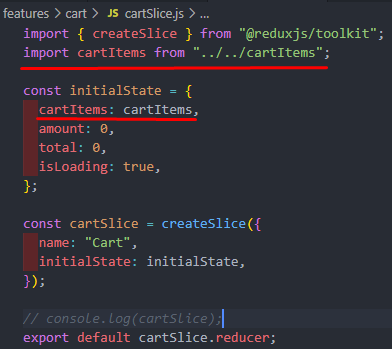 features > cart > JS cartSlice.js > ...
import { createSlice } from "@reduxjs/toolkit";
import cartItems from "../../cartItems";
const initialState = {
cartItems: cartItems,
amount: 0,
total: 0,
isLoading: true,
};
const cartSlice = createSlice({
name: "Cart",
initialState: initialState,
});
// console.log(cartSlice);
export default cartSlice.reducer;